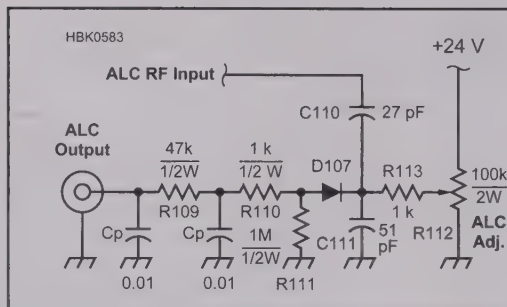 HBK0583
+24 V
ALC RF Input
C110
27 pF
ALC
Output
47k
1/2W
1 k
1/2 W
D107
R113
100k
2W
R109
R110
1 k
R112
ALC
Adj.
Cp
Cp
1M
1/2W
C111
51
pF
0.01
0.01
R111